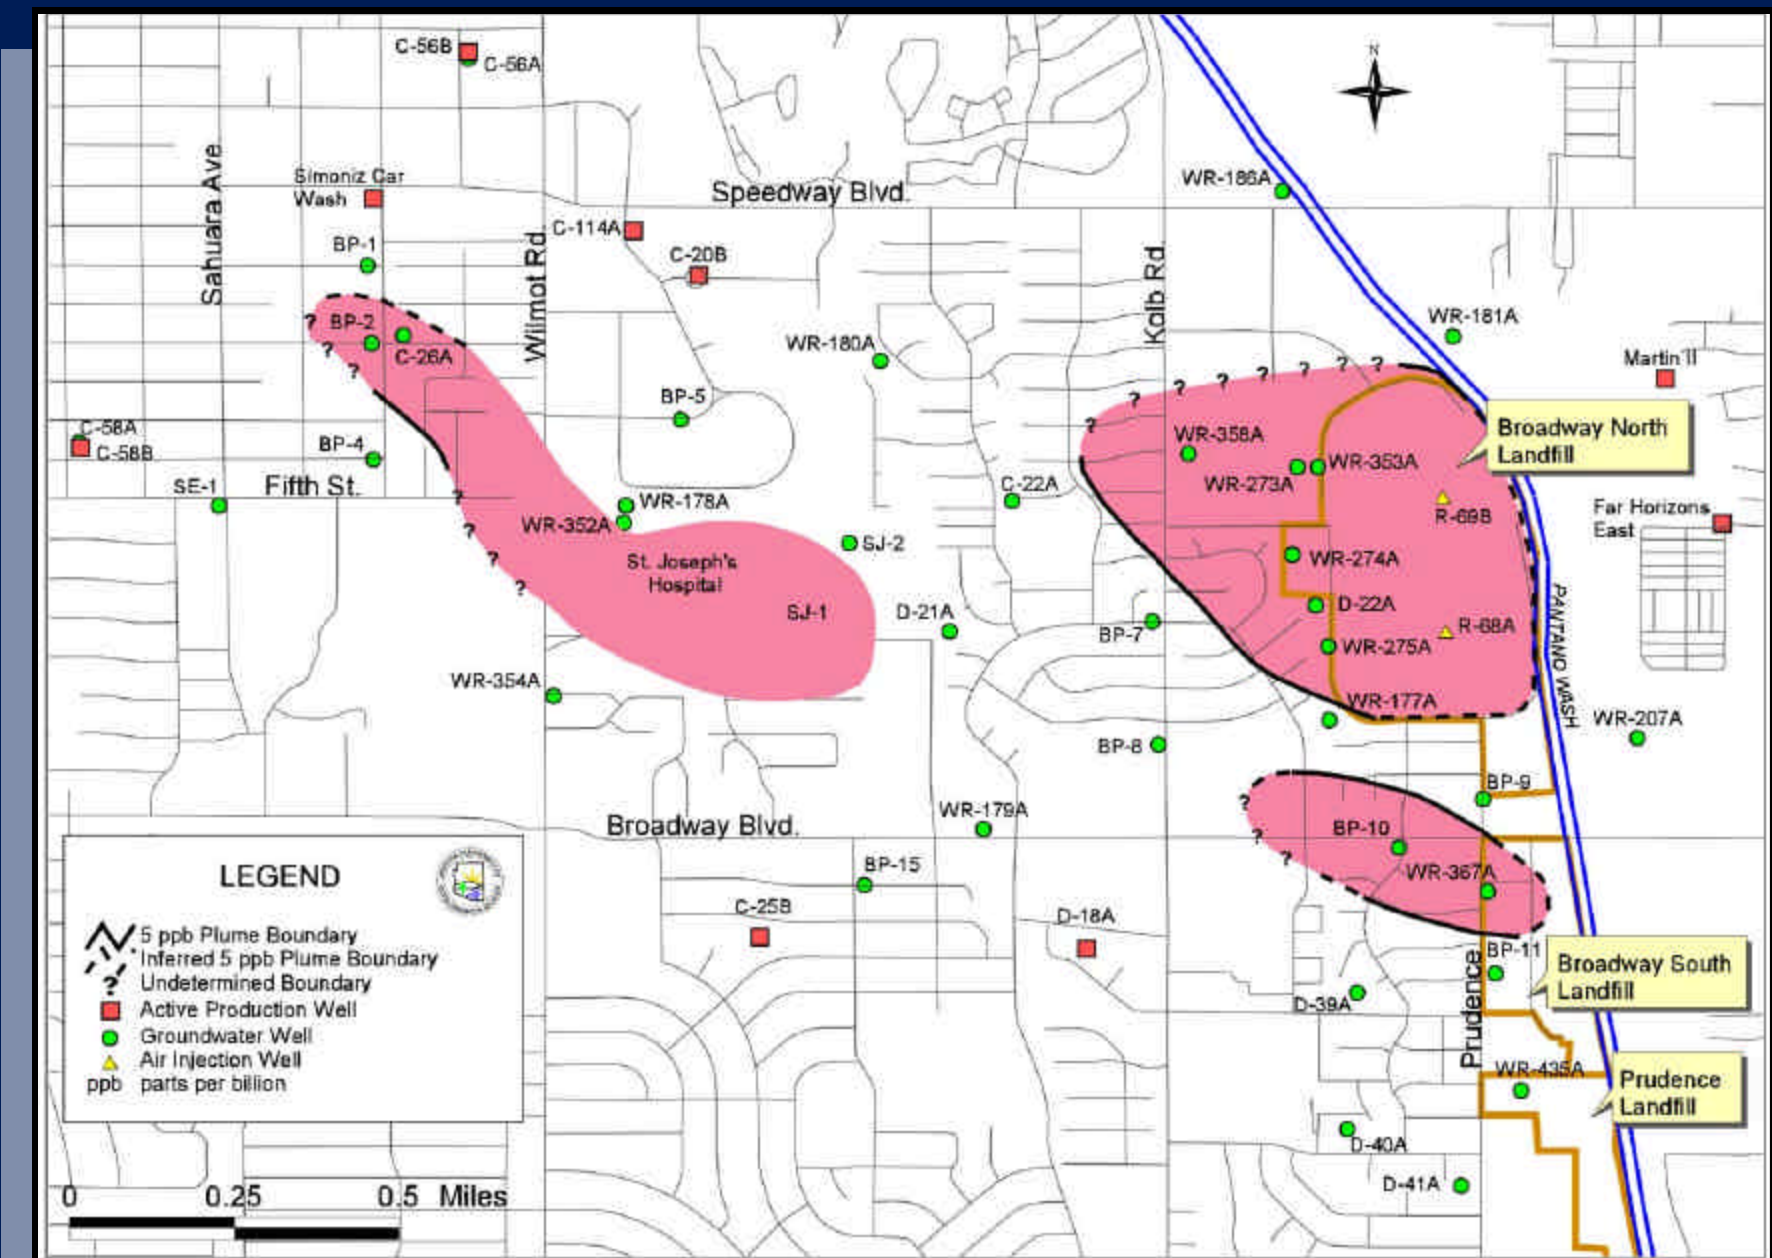 C-56B
C-56A
N
Sahuara Ave.
Simoniz Car
Wash
Speedway Blvd.
WR-186A
C-114A
BP-1
Wilmot Rd.
C-20B
Kolb Rd.
?
BP-2
C-26A
?
?
WR-180A
WR-181A
Martin II
BP-5
? ? ? ? ? ? ? ?
C-58A
C-58B
BP-4
Broadway North
Landfill
WR-358A
WR-353A
WR-273A
Fifth St.
SE-1
?
?
?
?
WR-178A
WR-352A
C-22A
R-69B
Far Horizons
East
SJ-2
St. Joseph's
Hospital
WR-274A
SJ-1
D-21A
D-22A
BP-7
R-68A
WR-275A
PANTANO WASH
WR-354A
WR-177A
WR-207A
BP-8
BP-9
?
?
?
WR-179A
Broadway Blvd.
BP-10
BP-15
WR-367A
C-25B
D-18A
BP-11
Prudence
Broadway South
Landfill
D-39A
WR-435A
Prudence
Landfill
D-40A
D-41A
LEGEND
5 ppb Plume Boundary
Inferred 5 ppb Plume Boundary
? Undetermined Boundary
Active Production Well
Groundwater Well
Air Injection Well
ppb parts per billion
0 0.25 0.5 Miles